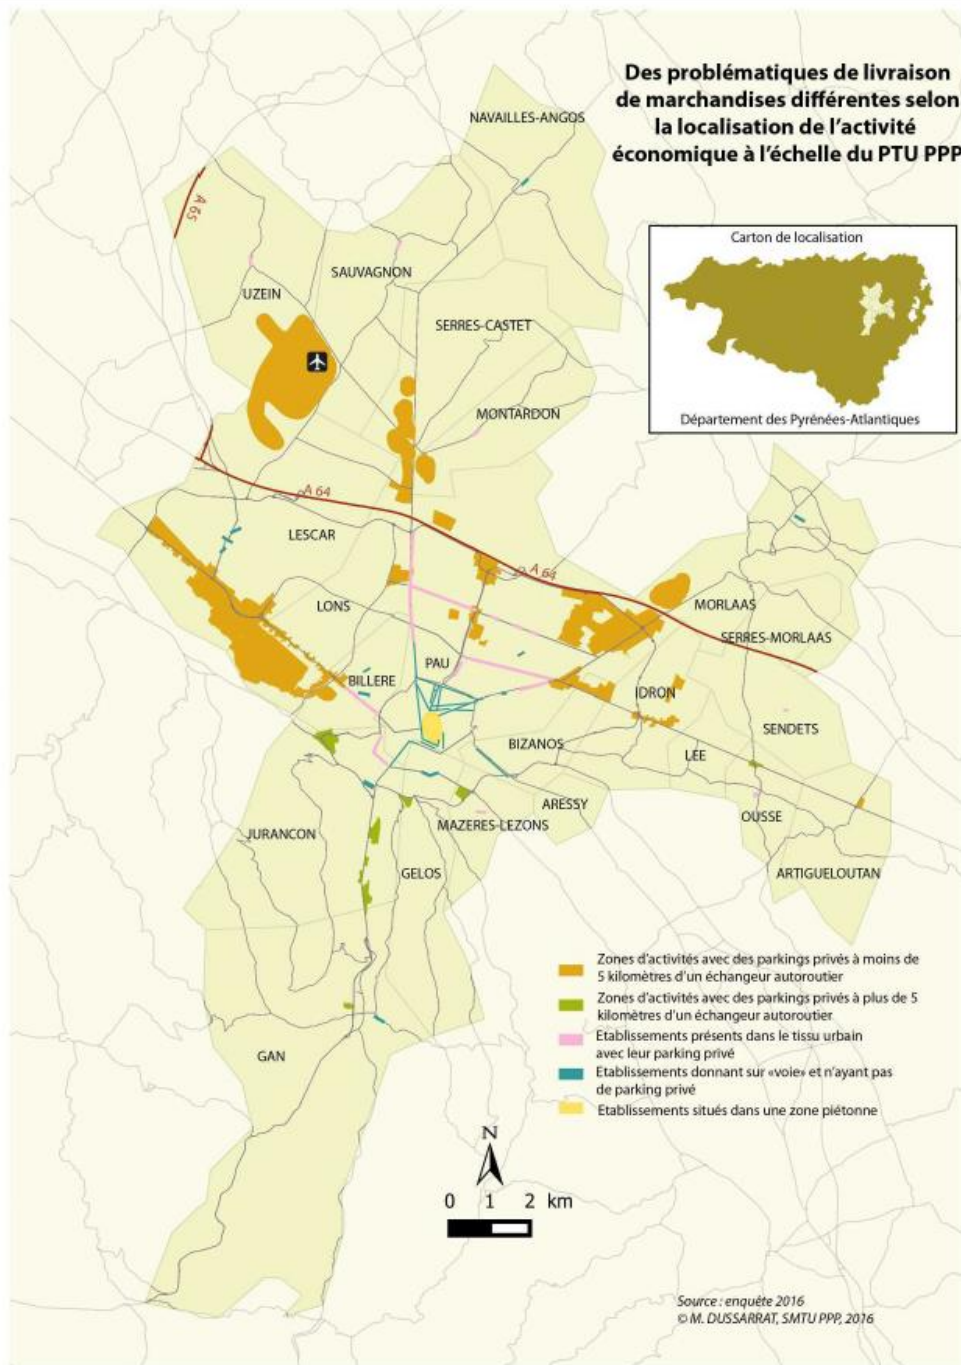 Des problématiques de livraison
de marchandises différentes selon
la localisation de l'activité
économique à l'échelle du PTU PPP
NAVAILLES-ANGOS
A 65
Carton de localisation
SAUVAGNON
UZEIN
SERRES-CASTET
MONTARDON
Département des Pyrénées-Atlantiques
A 64
LESCAR
A 64
LONS
MORLAAS
SERRES-MORLAAS
PAU
BILLERE
IDRON
SENDETS
BIZANOS
LEE
ARESSY
OUSSE
MAZERES-LEZONS
JURANCON
GELOS
ARTIGUELOUTAN
Zones d'activités avec des parkings privés à moins de
5 kilomètres d'un échangeur autoroutier
Zones d'activités avec des parkings privés à plus de 5
kilomètres d'un échangeur autoroutier
Etablissements présents dans le tissu urbain
avec leur parking privé
Etablissements donnant sur «voie» et n'ayant pas
de parking privé
Etablissements situés dans une zone piétonne
GAN
N
0 1 2 km
Source : enquête 2016
© M. DUSSARRAT, SMTU PPP, 2016